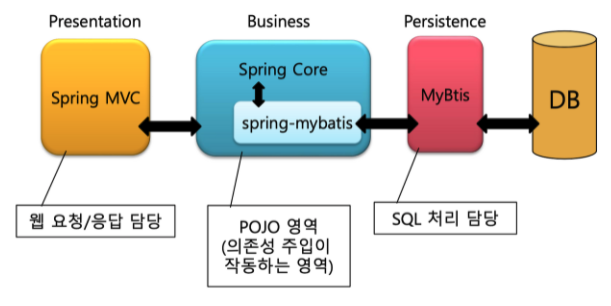 Presentation
Business
Persistence
Spring MVC
Spring Core
spring-mybatis
MyBtis
DB
웹 요청/응답 담당
POJO 영역
(의존성 주입이
작동하는 영역)
SQL 처리 담당